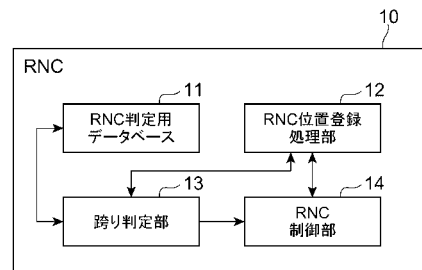 10
RNC
11
RNC判定用
データベース
12
RNC位置登録
処理部
13
跨り判定部
14
RNC
制御部